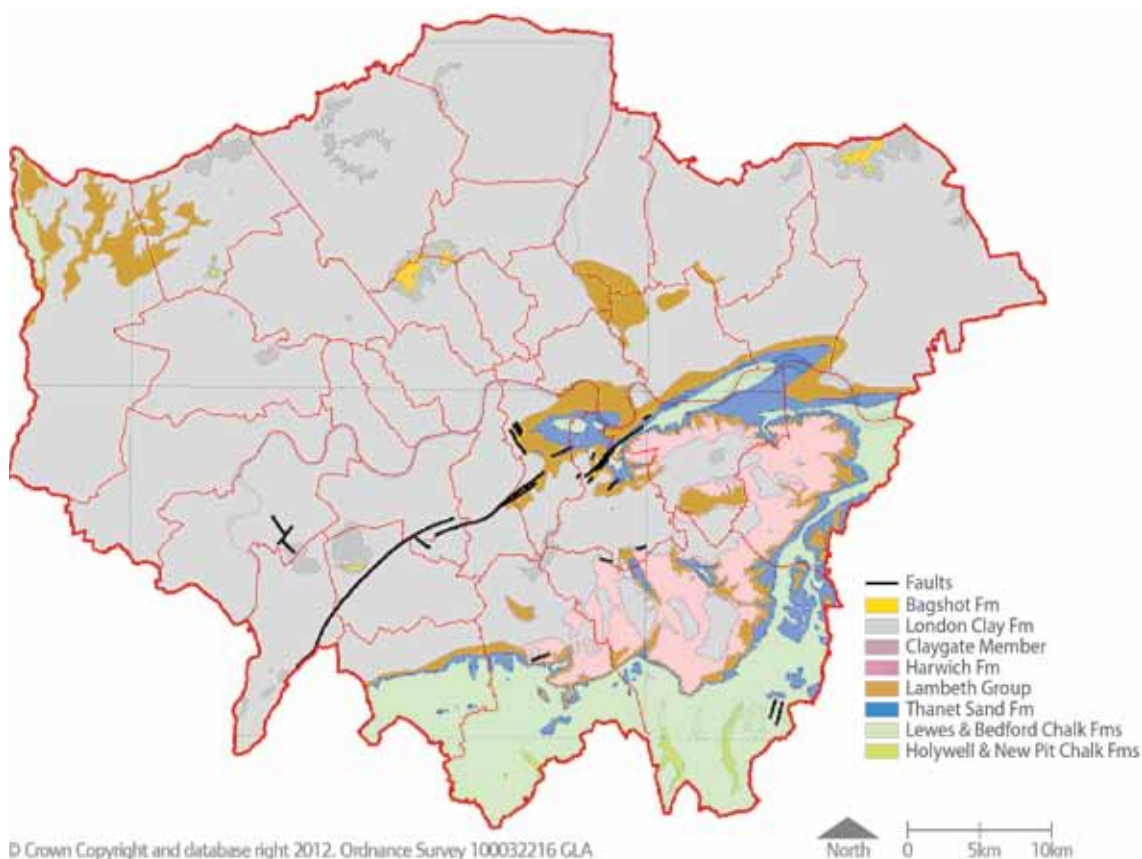 Faults
Bagshot Fm
London Clay Fm
Claygate Member
Harwich Fm
Lambeth Group
Thanet Sand Fm
Lewes & Bedford Chalk Fms
Holywell & New Pit Chalk Fms
© Crown Copyright and database right 2012. Ordnance Survey 100032216 GLA
North
0 5km 10km